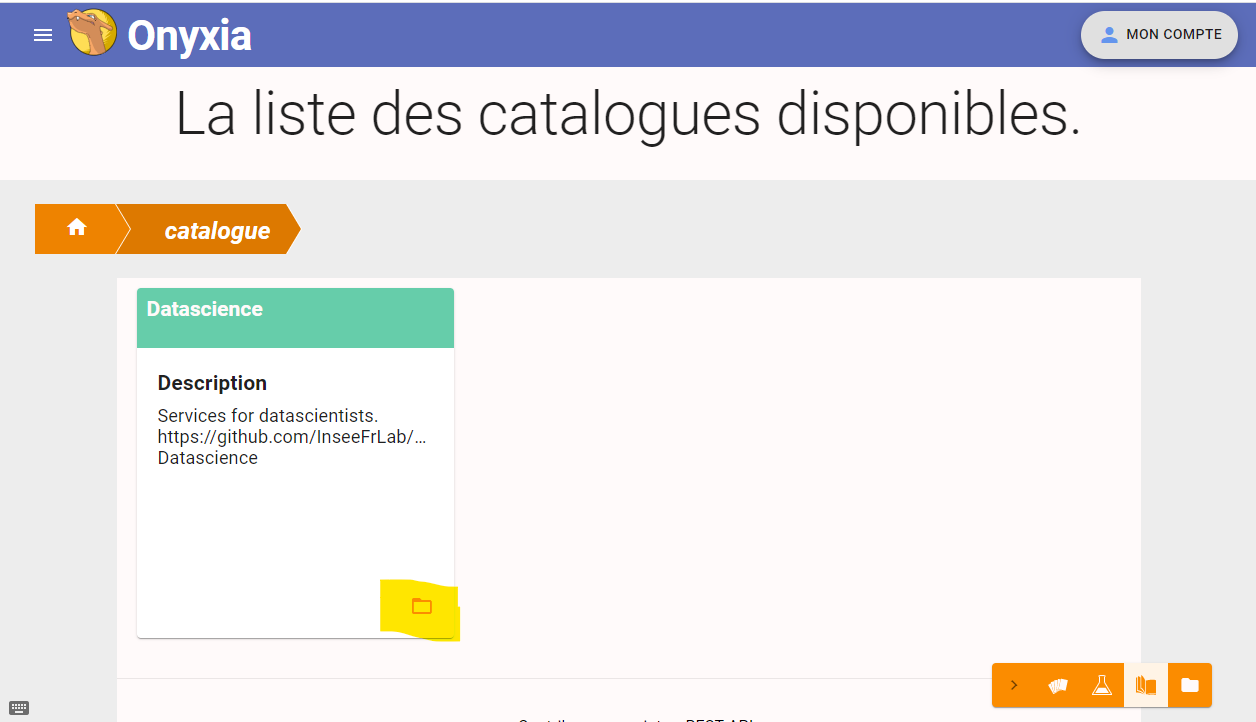 Onyxia
MON COMPTE
La liste des catalogues disponibles.
catalogue
Datascience
Description
Services for datascientists.
https://github.com/InseeFrLab/...
Datascience